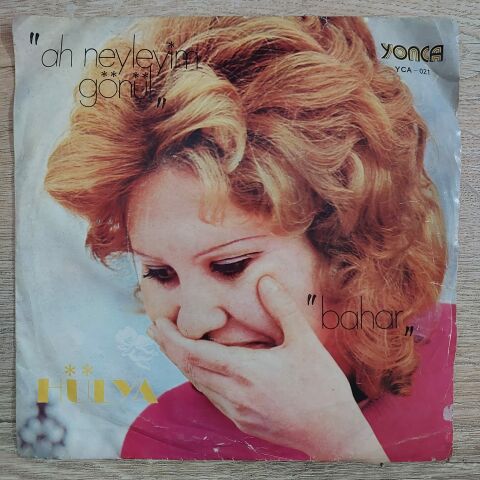 "ah neyleyim
gönül"
YONCA
YCA-021
"bahar"
HÜLYA